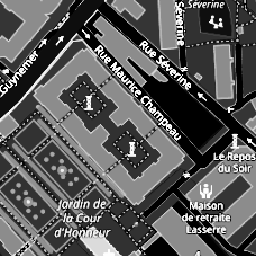 Séverine
Séverine
Rue Séverine
Guynemer
Rue Maurice Champeau
Le Repos
du Soir
Maison
de retraite
Lasserre
Jardin de
la Cour
d'Honneur